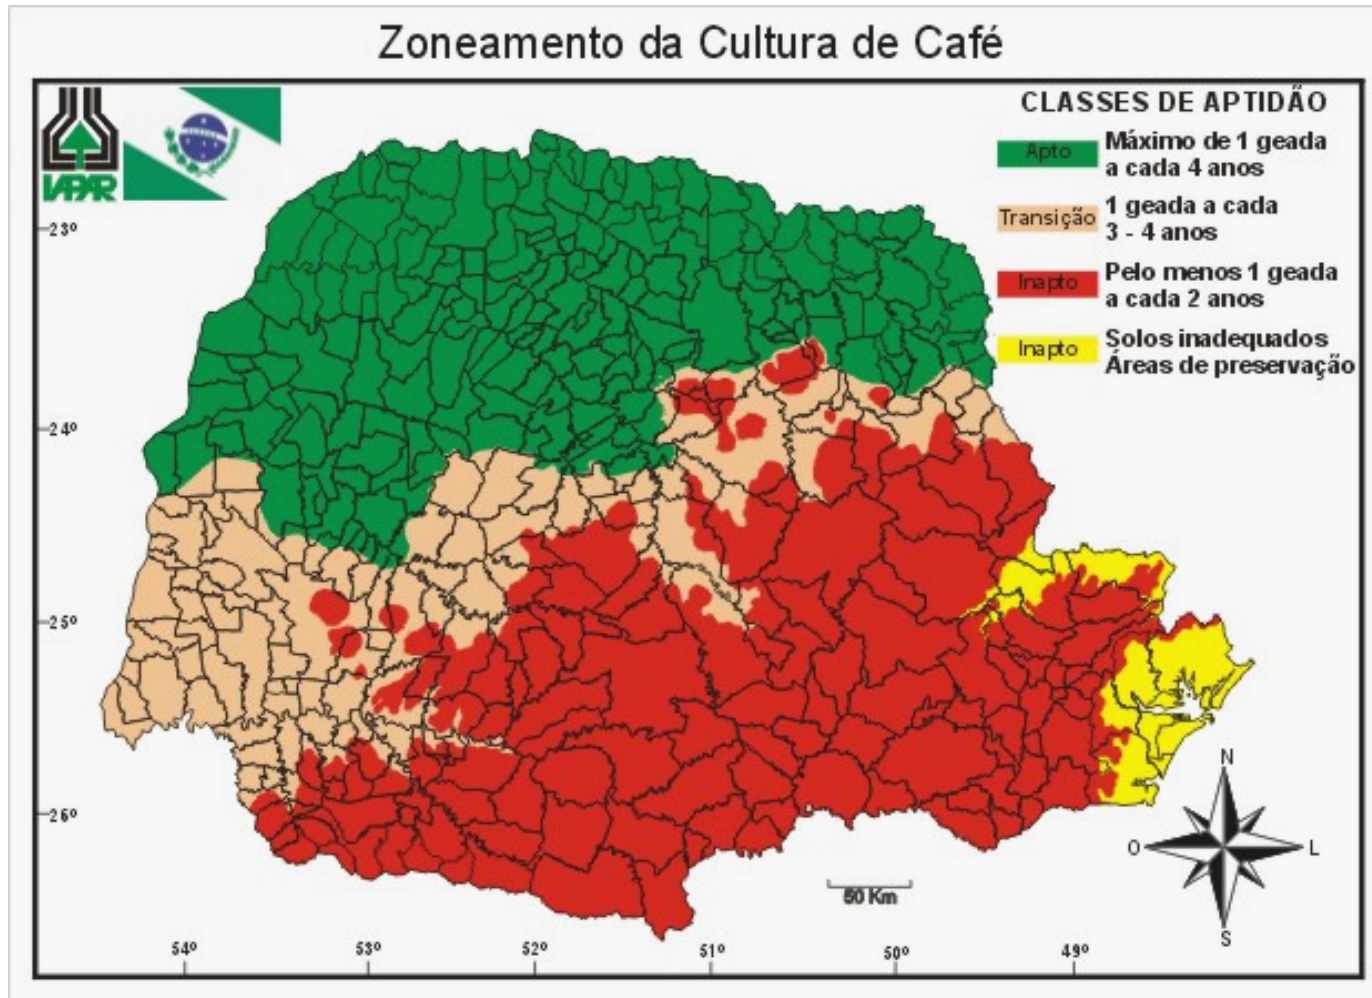 Zoneamento da Cultura de Café
IAPAR
CLASSES DE APTIDÃO
Apto
Máximo de 1 geada
a cada 4 anos
Transição
1 geada a cada
3 - 4 anos
Inapto
Pelo menos 1 geada
a cada 2 anos
Inapto
Solos inadequados
Áreas de preservação
23º
24º
25º
26º
54º
53º
52º
51º
50º
49º
50 Km
N
O
L
S